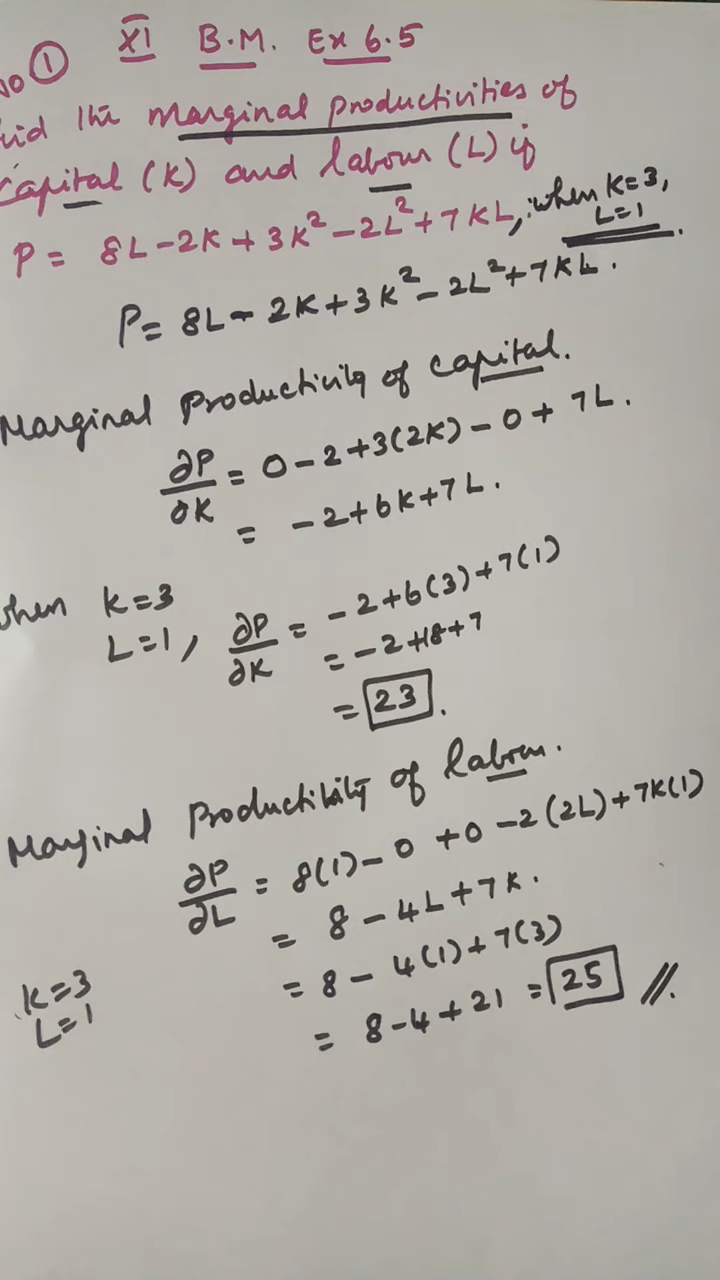 ① XI B.M. Ex 6.5
the marginal productivities of
Capital (K) and labour (L) if
P = 8L-2K+3K²-2L²+7KL, when K=3,
L=1
P= 8L-2K+3K²-2L²+7KL.
Marginal Productivity of capital.
∂P/∂K = 0-2+3(2K)-0+7L.
= -2+6K+7L.
when K=3
L=1, ∂P/∂K = -2+6(3)+7(1)
= -2+18+7
= 23.
Marginal Productivity of labour.
∂P/∂L = 8(1)-0+0-2(2L)+7K(1)
= 8-4L+7K.
K=3
L=1
= 8-4(1)+7(3)
= 8-4+21 = 25 //.